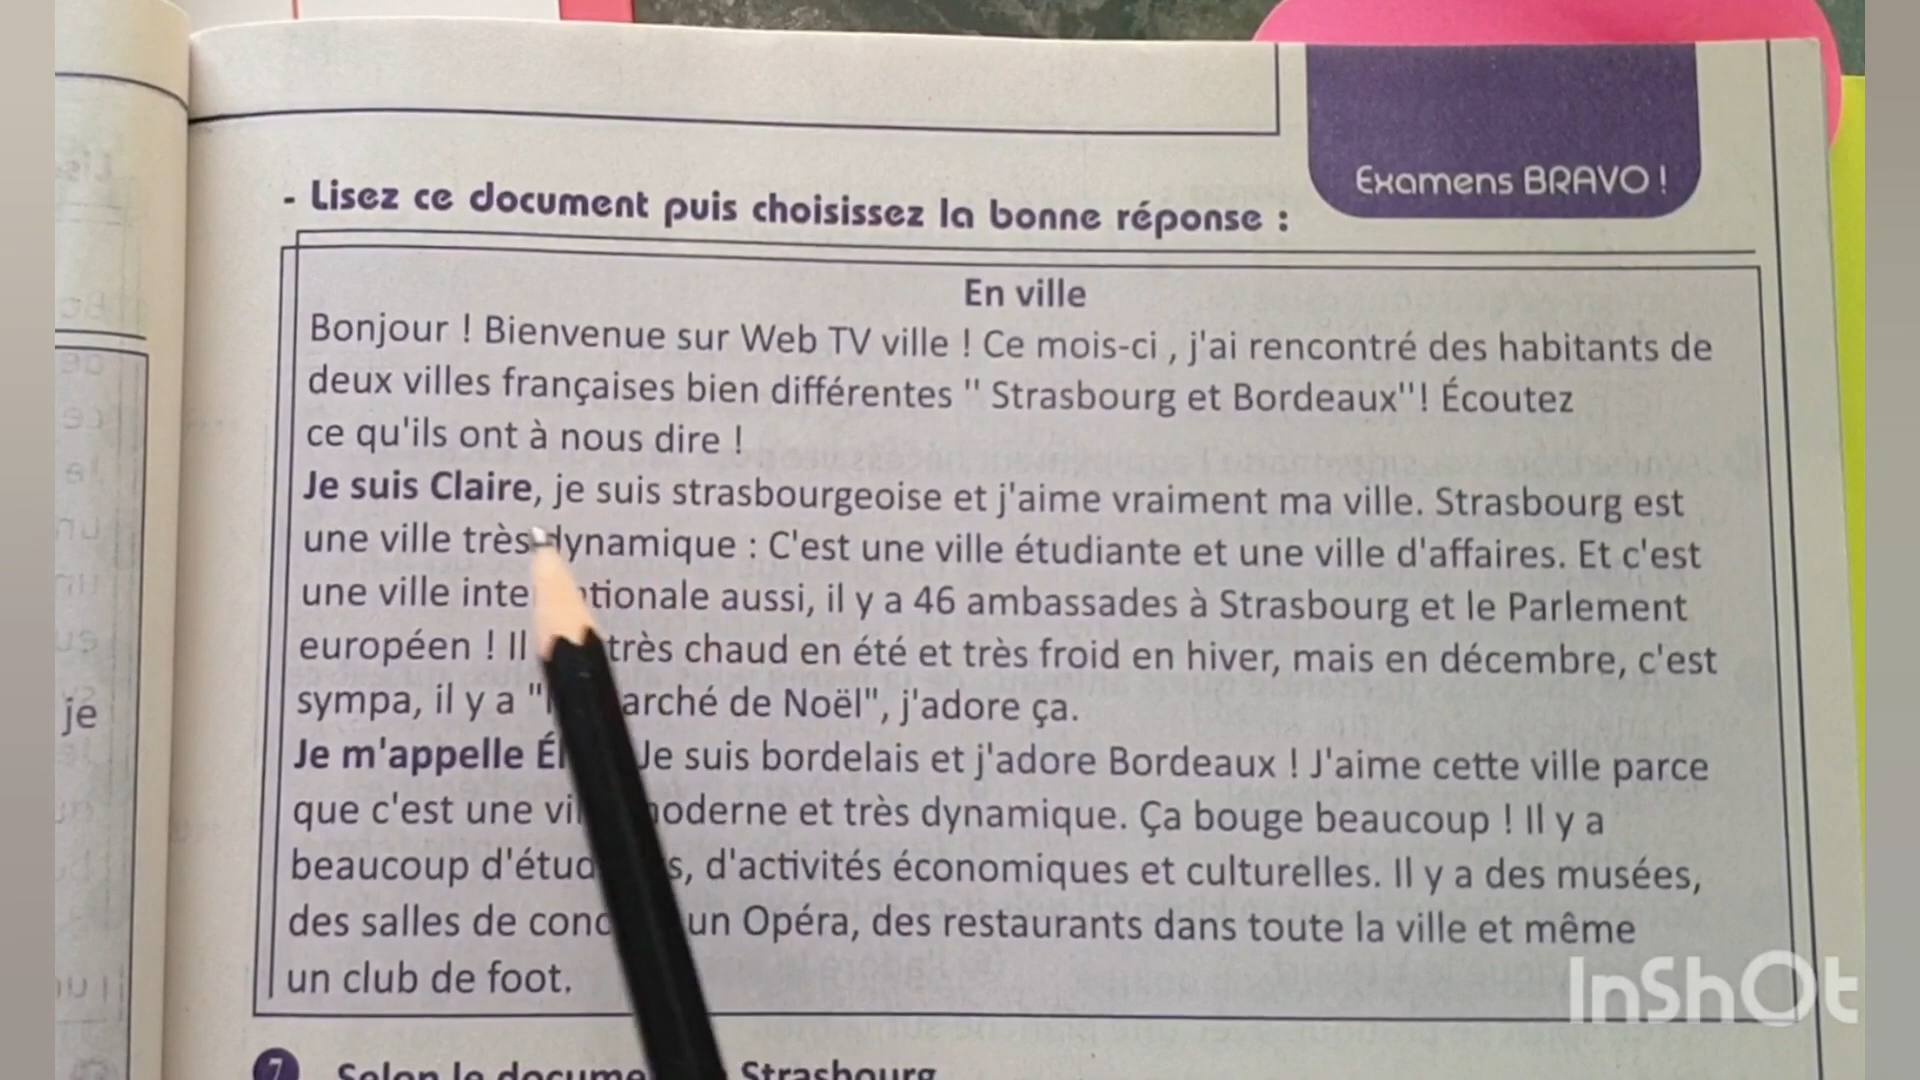 Examens BRAVO !
- Lisez ce document puis choisissez la bonne réponse :
En ville
Bonjour ! Bienvenue sur Web TV ville ! Ce mois-ci , j'ai rencontré des habitants de
deux villes françaises bien différentes " Strasbourg et Bordeaux"! Écoutez
ce qu'ils ont à nous dire !
Je suis Claire, je suis strasbourgeoise et j'aime vraiment ma ville. Strasbourg est
une ville très dynamique : C'est une ville étudiante et une ville d'affaires. Et c'est
une ville aussi, il y a 46 ambassades à Strasbourg et le Parlement
européen ! Il très chaud en été et très froid en hiver, mais en décembre, c'est
sympa, il y a " de Noël", j'adore ça.
Je m'appelle Je suis bordelais et j'adore Bordeaux ! J'aime cette ville parce
que c'est une moderne et très dynamique. Ça bouge beaucoup ! Il y a
beaucoup d'activités économiques et culturelles. Il y a des musées,
des salles de un Opéra, des restaurants dans toute la ville et même
un club de foot.
7 Selon le Strasbourg
je
InShOt